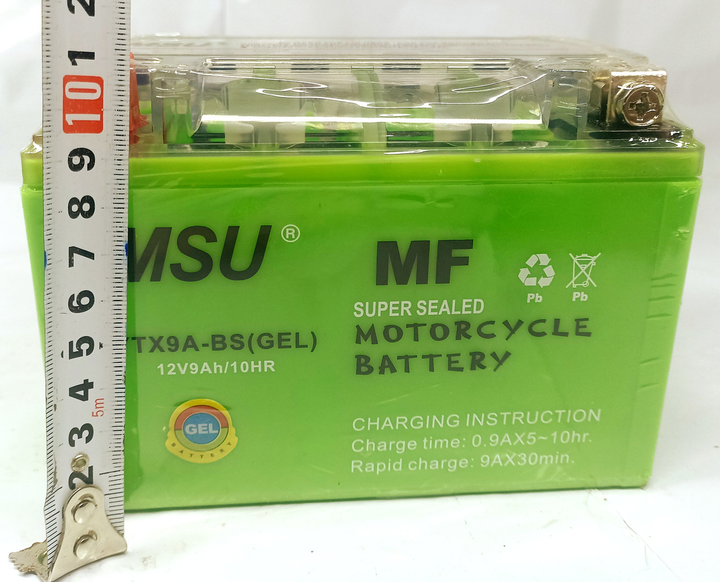 MSU ®
MF
Pb Pb
SUPER SEALED
MOTORCYCLE
BATTERY
TX9A-BS(GEL)
12V9Ah/10HR
GEL
BATTERY
CHARGING INSTRUCTION
Charge time: 0.9AX5~10hr.
Rapid charge: 9AX30min.
2
1
10
9
8
7
6
5
4
5m
3
2